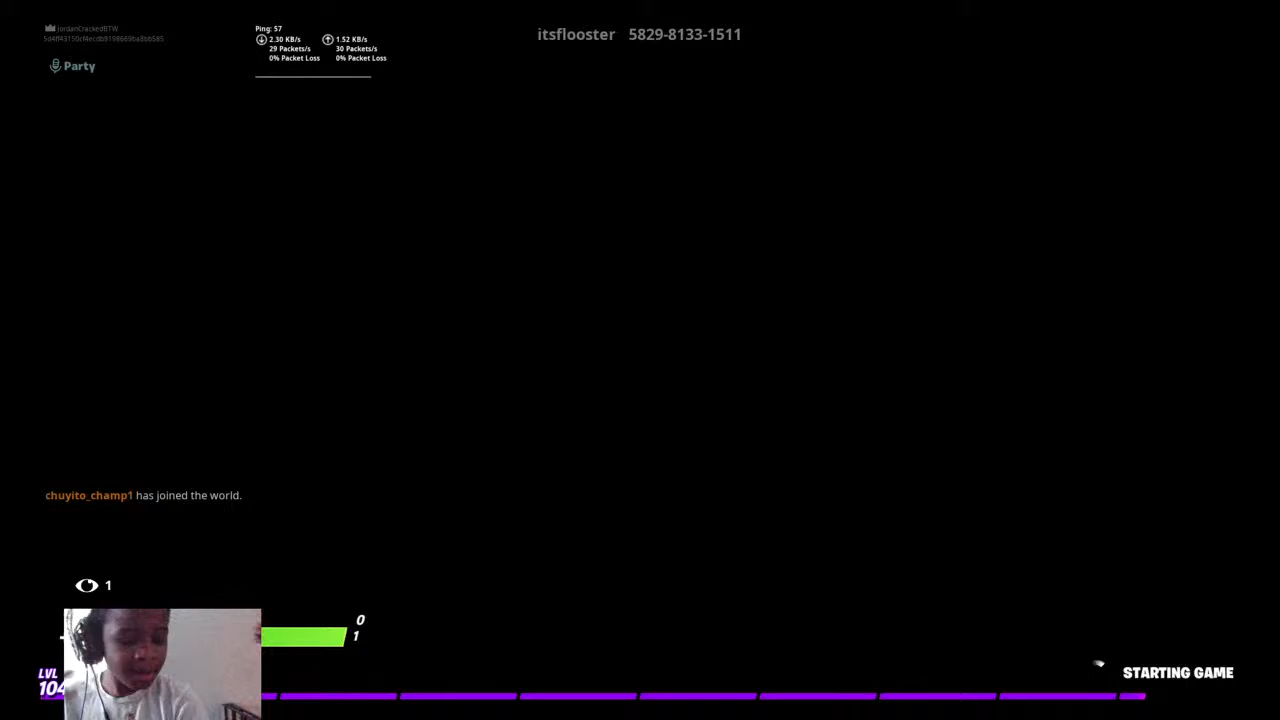 jordanCrackedBTW
Party
Ping: 57
2.30 KB/s 1.52 KB/s
29 Packets/s 30 Packets/s
0% Packet Loss 0% Packet Loss
itsflooster 5829-8133-1511
chuyito_champ1 has joined the world.
1
0
1
LVL
104
STARTING GAME